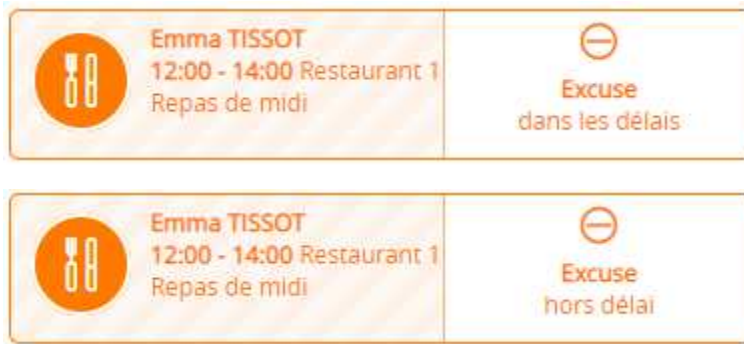 Emma TISSOT
12:00 - 14:00 Restaurant 1
Repas de midi
Excuse
dans les délais
Emma TISSOT
12:00 - 14:00 Restaurant 1
Repas de midi
Excuse
hors délai